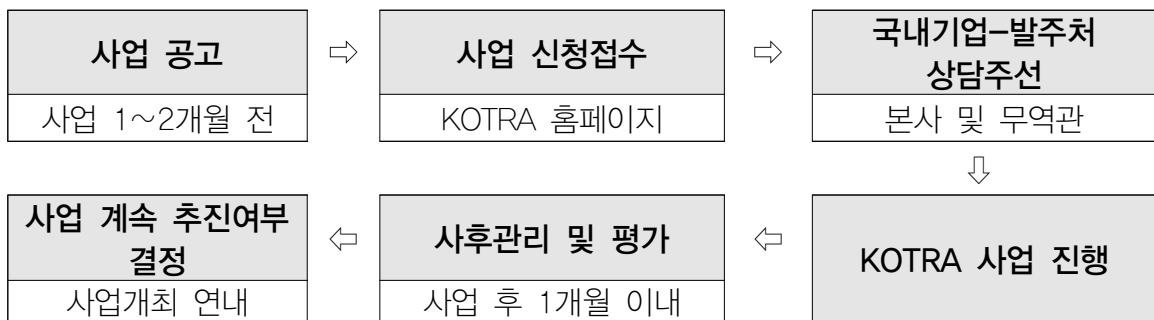 사업 공고
사업 1~2개월 전
⇨
사업 신청접수
KOTRA 홈페이지
⇨
국내기업-발주처
상담주선
본사 및 무역관
⇩
KOTRA 사업 진행
⇦
사후관리 및 평가
사업 후 1개월 이내
⇦
사업 계속 추진여부
결정
사업개최 연내